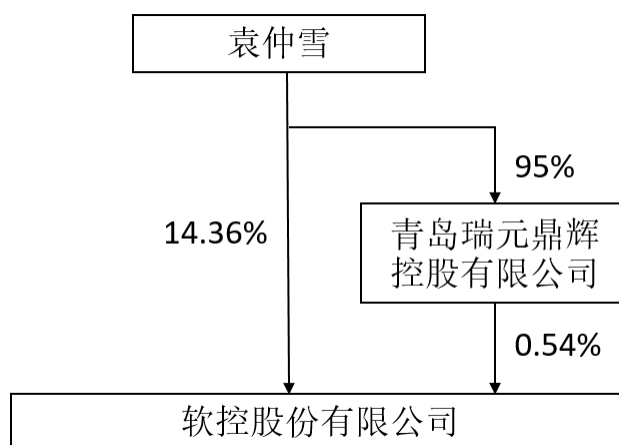 袁仲雪
95%
14.36%
青岛瑞元鼎辉
控股有限公司
0.54%
软控股份有限公司